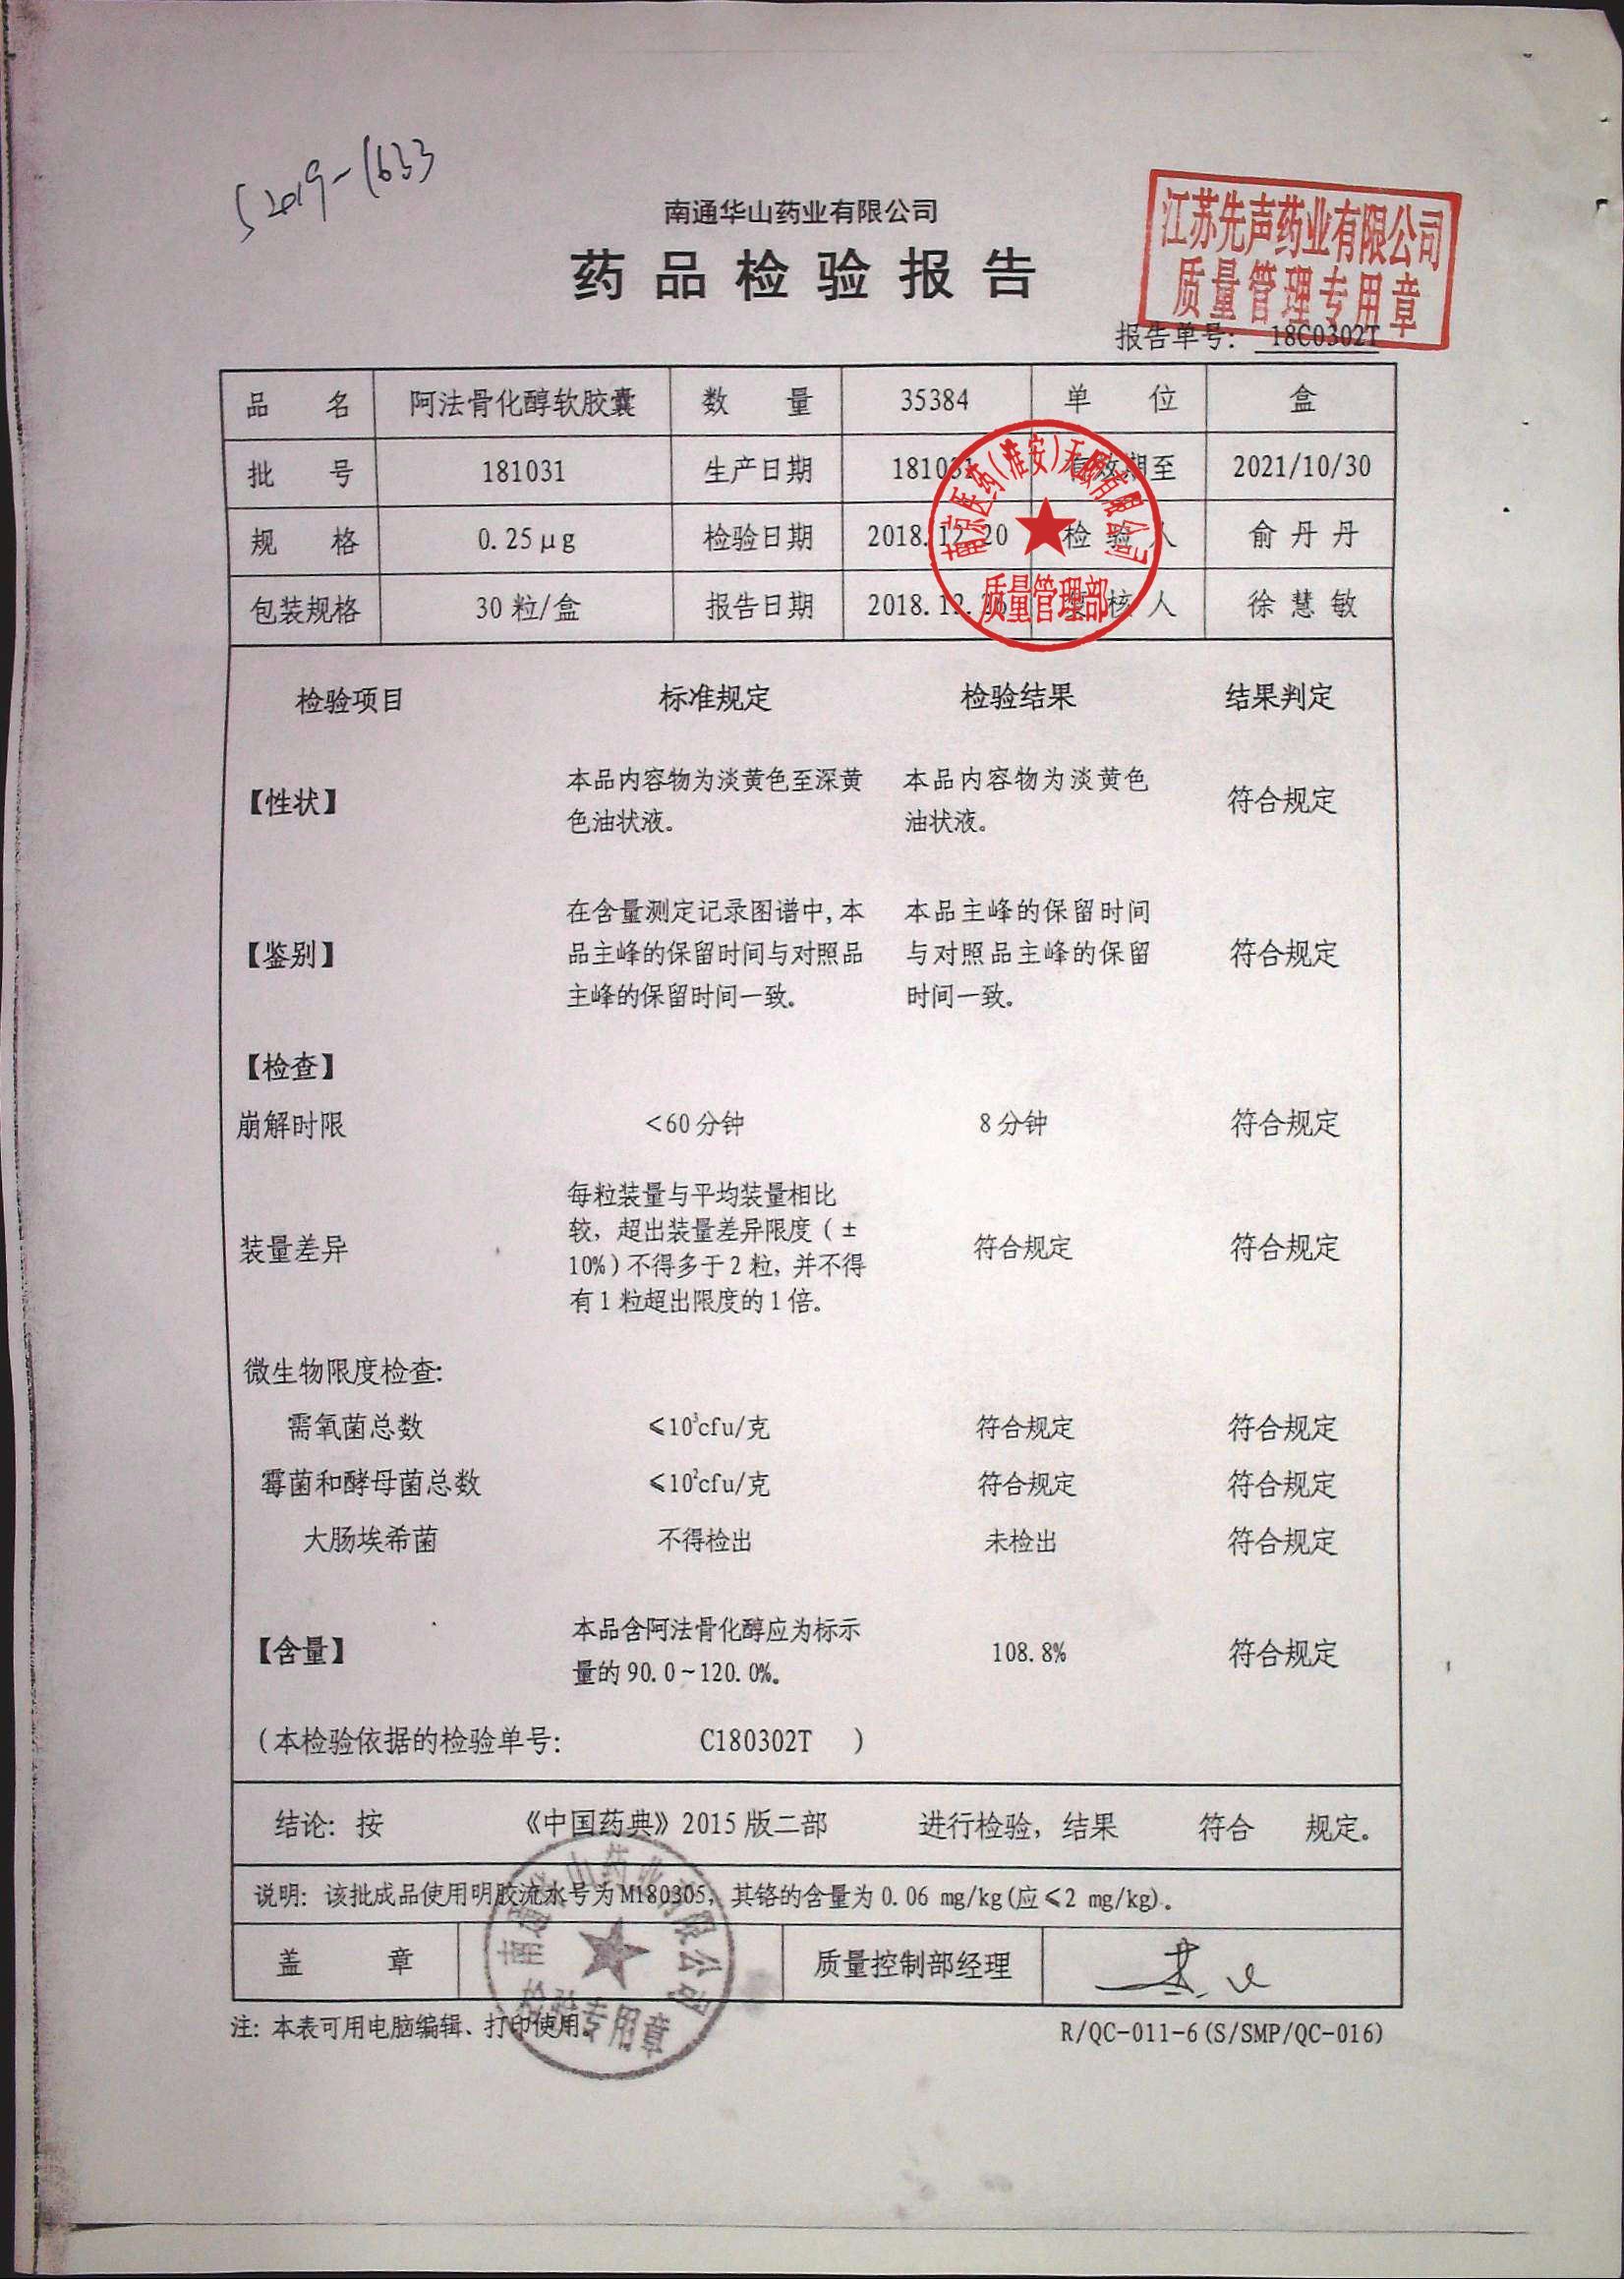 S2019-1633
南通华山药业有限公司
药品检验报告
江苏先声药业有限公司
质量管理专用章
报告单号: 18C0302T
品 名 阿法骨化醇软胶囊 数 量 35384 单 位 盒
批 号 181031 生产日期 181031 有效期至 2021/10/30
规 格 0.25μg 检验日期 2018.12.20 检 验 人 俞丹丹
包装规格 30粒/盒 报告日期 2018.12.26 复 核 人 徐慧敏
南京医药(淮安)天颐有限公司
质量管理部
检验项目 标准规定 检验结果 结果判定
【性状】 本品内容物为淡黄色至深黄 本品内容物为淡黄色 符合规定
色油状液。 油状液。
在含量测定记录图谱中,本 本品主峰的保留时间
【鉴别】 品主峰的保留时间与对照品 与对照品主峰的保留 符合规定
主峰的保留时间一致。 时间一致。
【检查】
崩解时限 <60分钟 8分钟 符合规定
每粒装量与平均装量相比
较,超出装量差异限度(±
装量差异 符合规定 符合规定
10%)不得多于2粒,并不得
有1粒超出限度的1倍。
微生物限度检查:
需氧菌总数 ≤10³cfu/克 符合规定 符合规定
霉菌和酵母菌总数 ≤10²cfu/克 符合规定 符合规定
大肠埃希菌 不得检出 未检出 符合规定
本品含阿法骨化醇应为标示
【含量】 108.8% 符合规定
量的90.0~120.0%。
(本检验依据的检验单号: C180302T )
结论: 按 《中国药典》2015版二部 进行检验, 结果 符合 规定。
说明: 该批成品使用明胶流水号为M180305, 其铬的含量为0.06 mg/kg(应≤2 mg/kg)。
盖 章 质量控制部经理
南通华山药业有限公司
检验专用章
注: 本表可用电脑编辑、打印使用。 R/QC-011-6(S/SMP/QC-016)